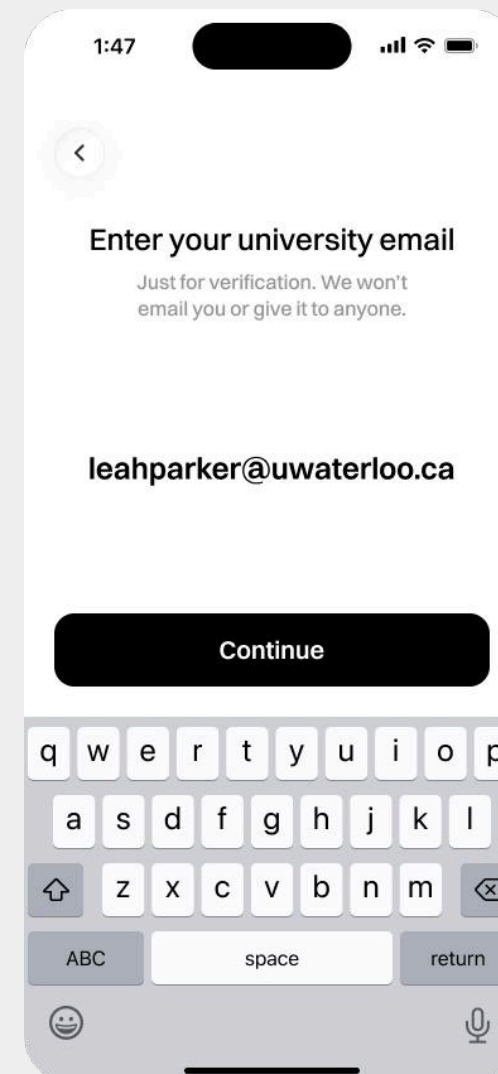 1:47
Enter your university email
Just for verification. We won't
email you or give it to anyone.
leahparker@uwaterloo.ca
Continue
q w e r t y u i o p
a s d f g h j k l
z x c v b n m
ABC space return